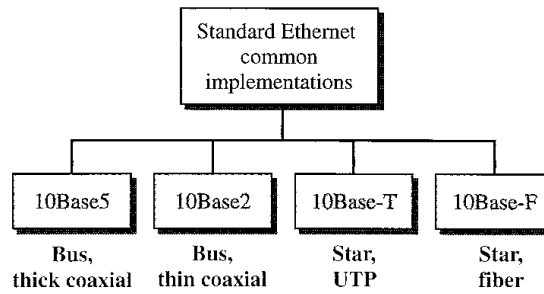 Standard Ethernet
common
implementations
10Base5
10Base2
10Base-T
10Base-F
Bus,
thick coaxial
Bus,
thin coaxial
Star,
UTP
Star,
fiber